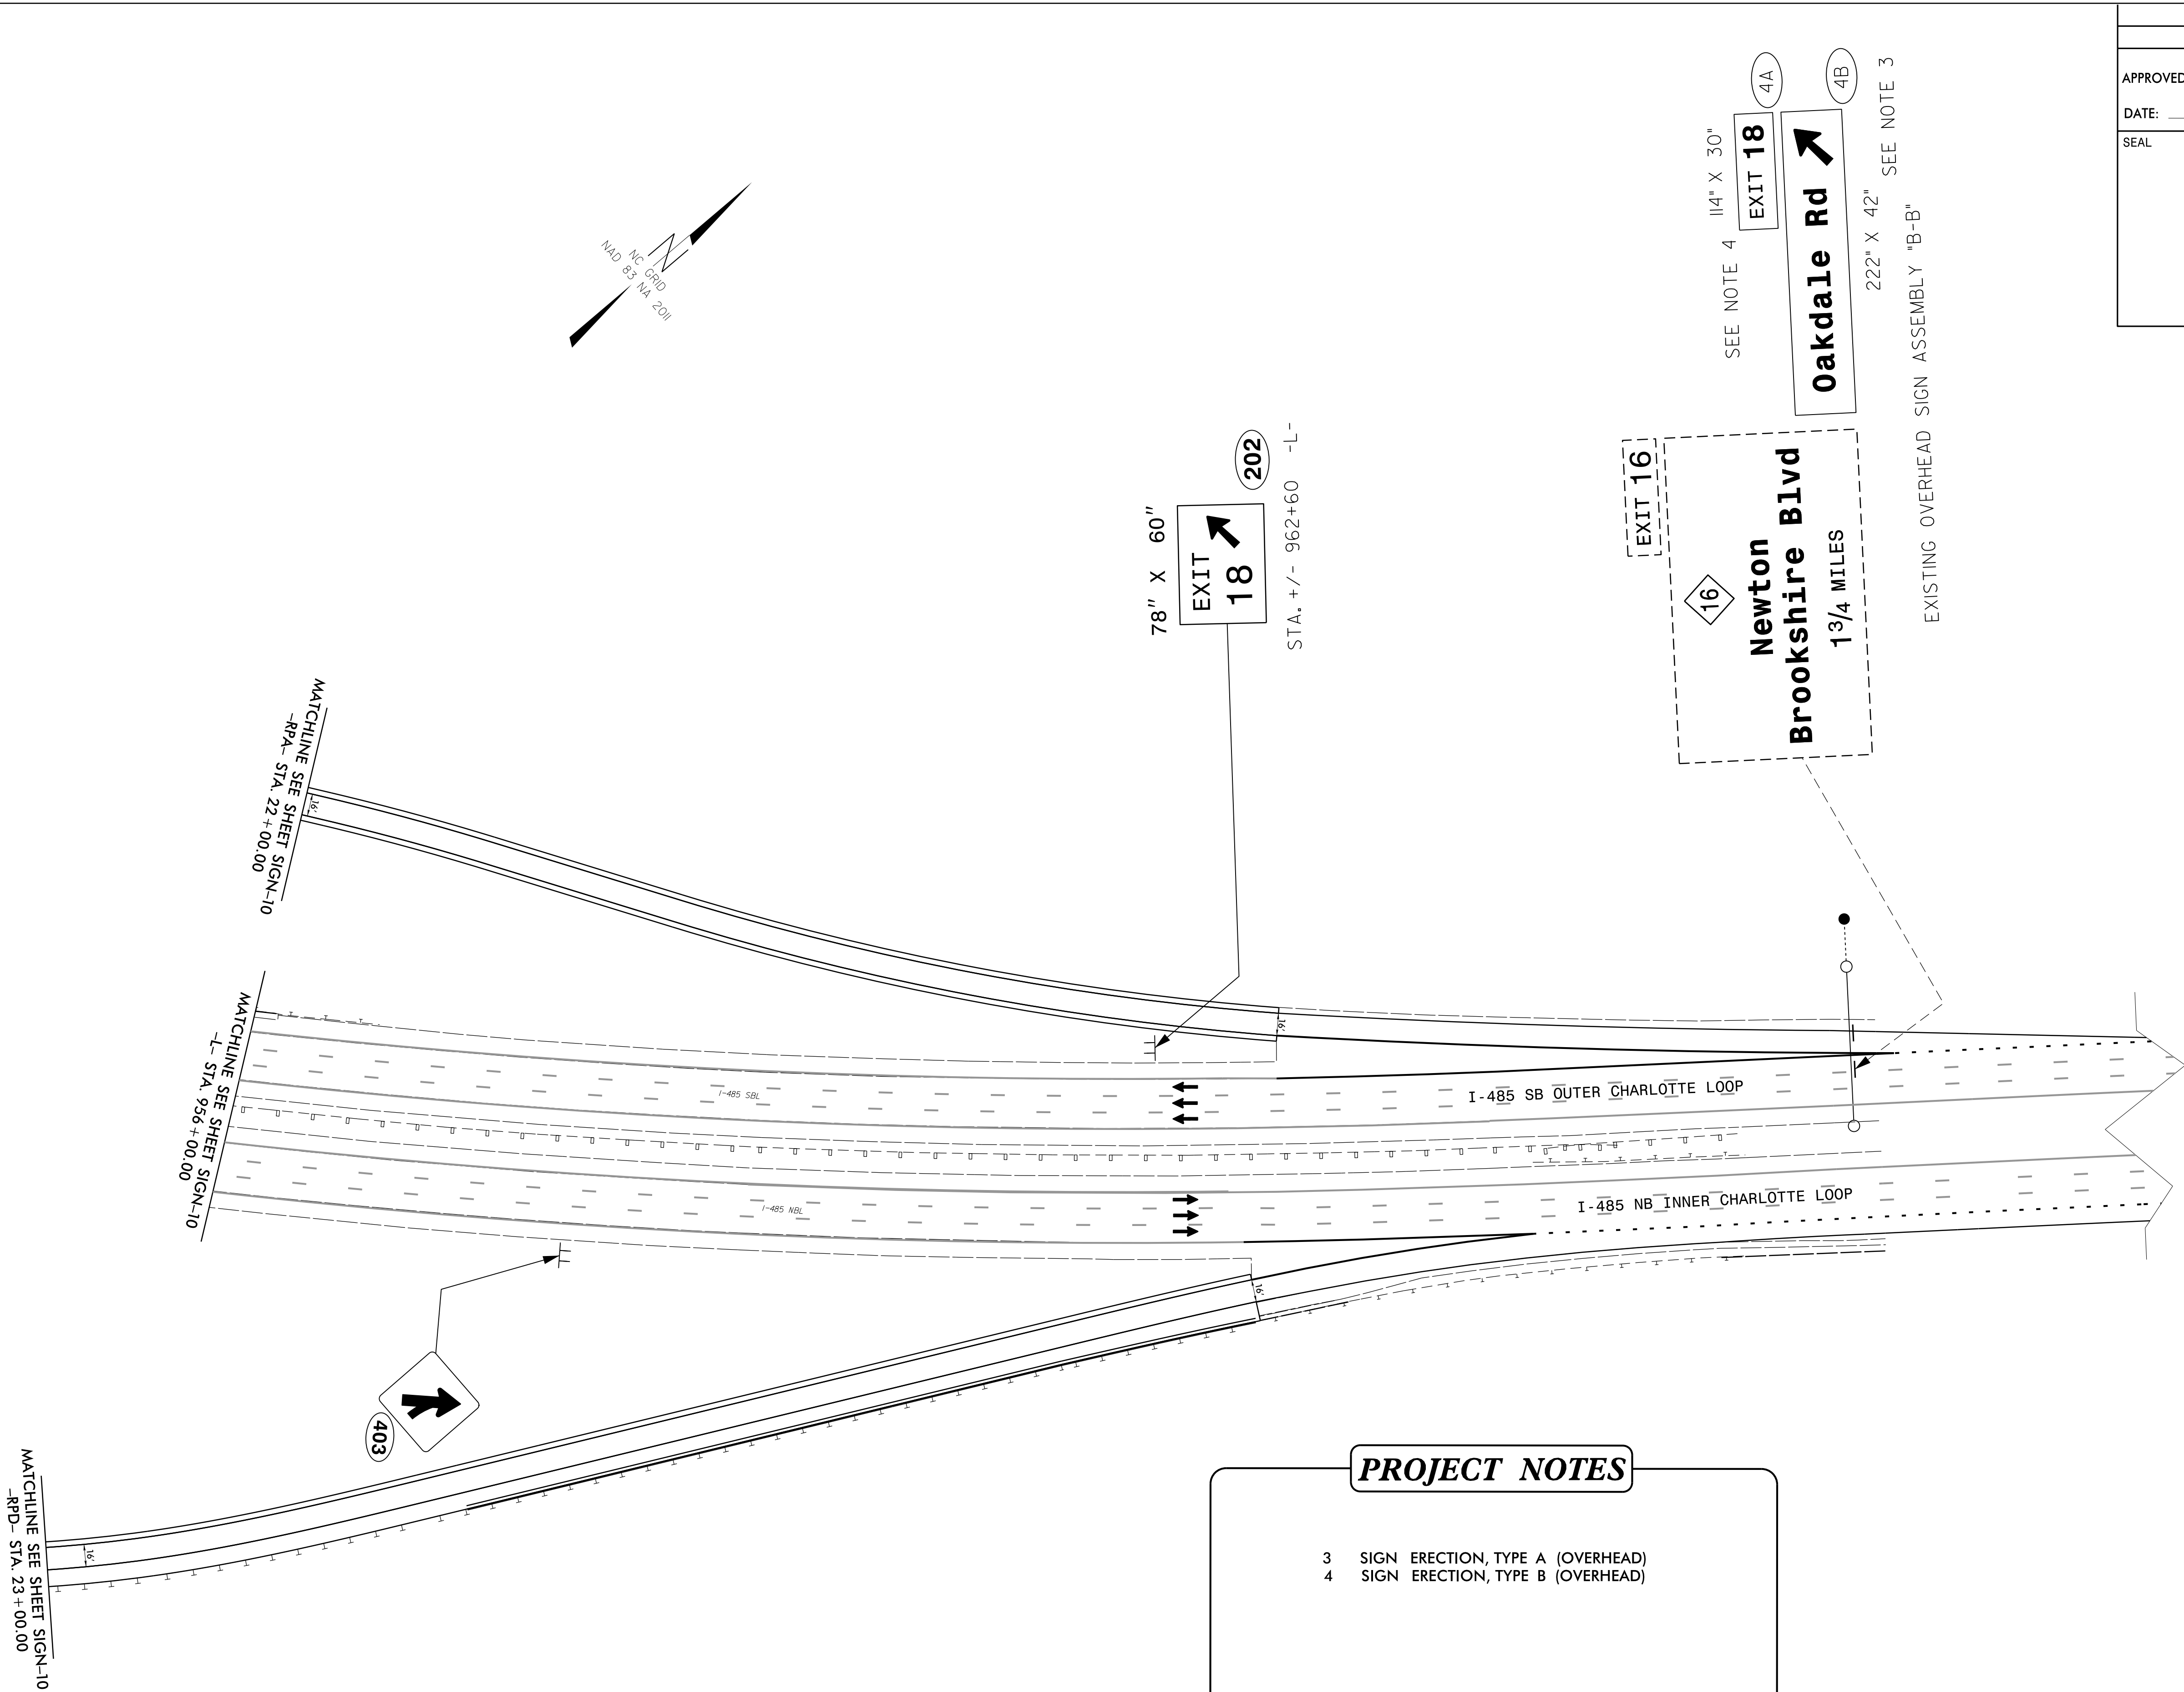 APPROVED
DATE:
SEAL
NC GRID
NAD 83 NA 2011
SEE NOTE 4 114" X 30"
EXIT 18
4A
Oakdale Rd
4B
222" X 42" SEE NOTE 3
EXISTING OVERHEAD SIGN ASSEMBLY "B-B"
EXIT 16
16
Newton
Brookshire Blvd
1 3/4 MILES
78" X 60"
EXIT
18
202
STA. +/- 962+60 -L-
MATCHLINE SEE SHEET SIGN-10
-RPA- STA. 22+00.00
16'
16'
MATCHLINE SEE SHEET SIGN-10
-L- STA. 956+00.00
I-485 SBL
I-485 SB OUTER CHARLOTTE LOOP
I-485 NBL
I-485 NB INNER CHARLOTTE LOOP
16'
403
MATCHLINE SEE SHEET SIGN-10
-RPD- STA. 23+00.00
16'
PROJECT NOTES
3 SIGN ERECTION, TYPE A (OVERHEAD)
4 SIGN ERECTION, TYPE B (OVERHEAD)